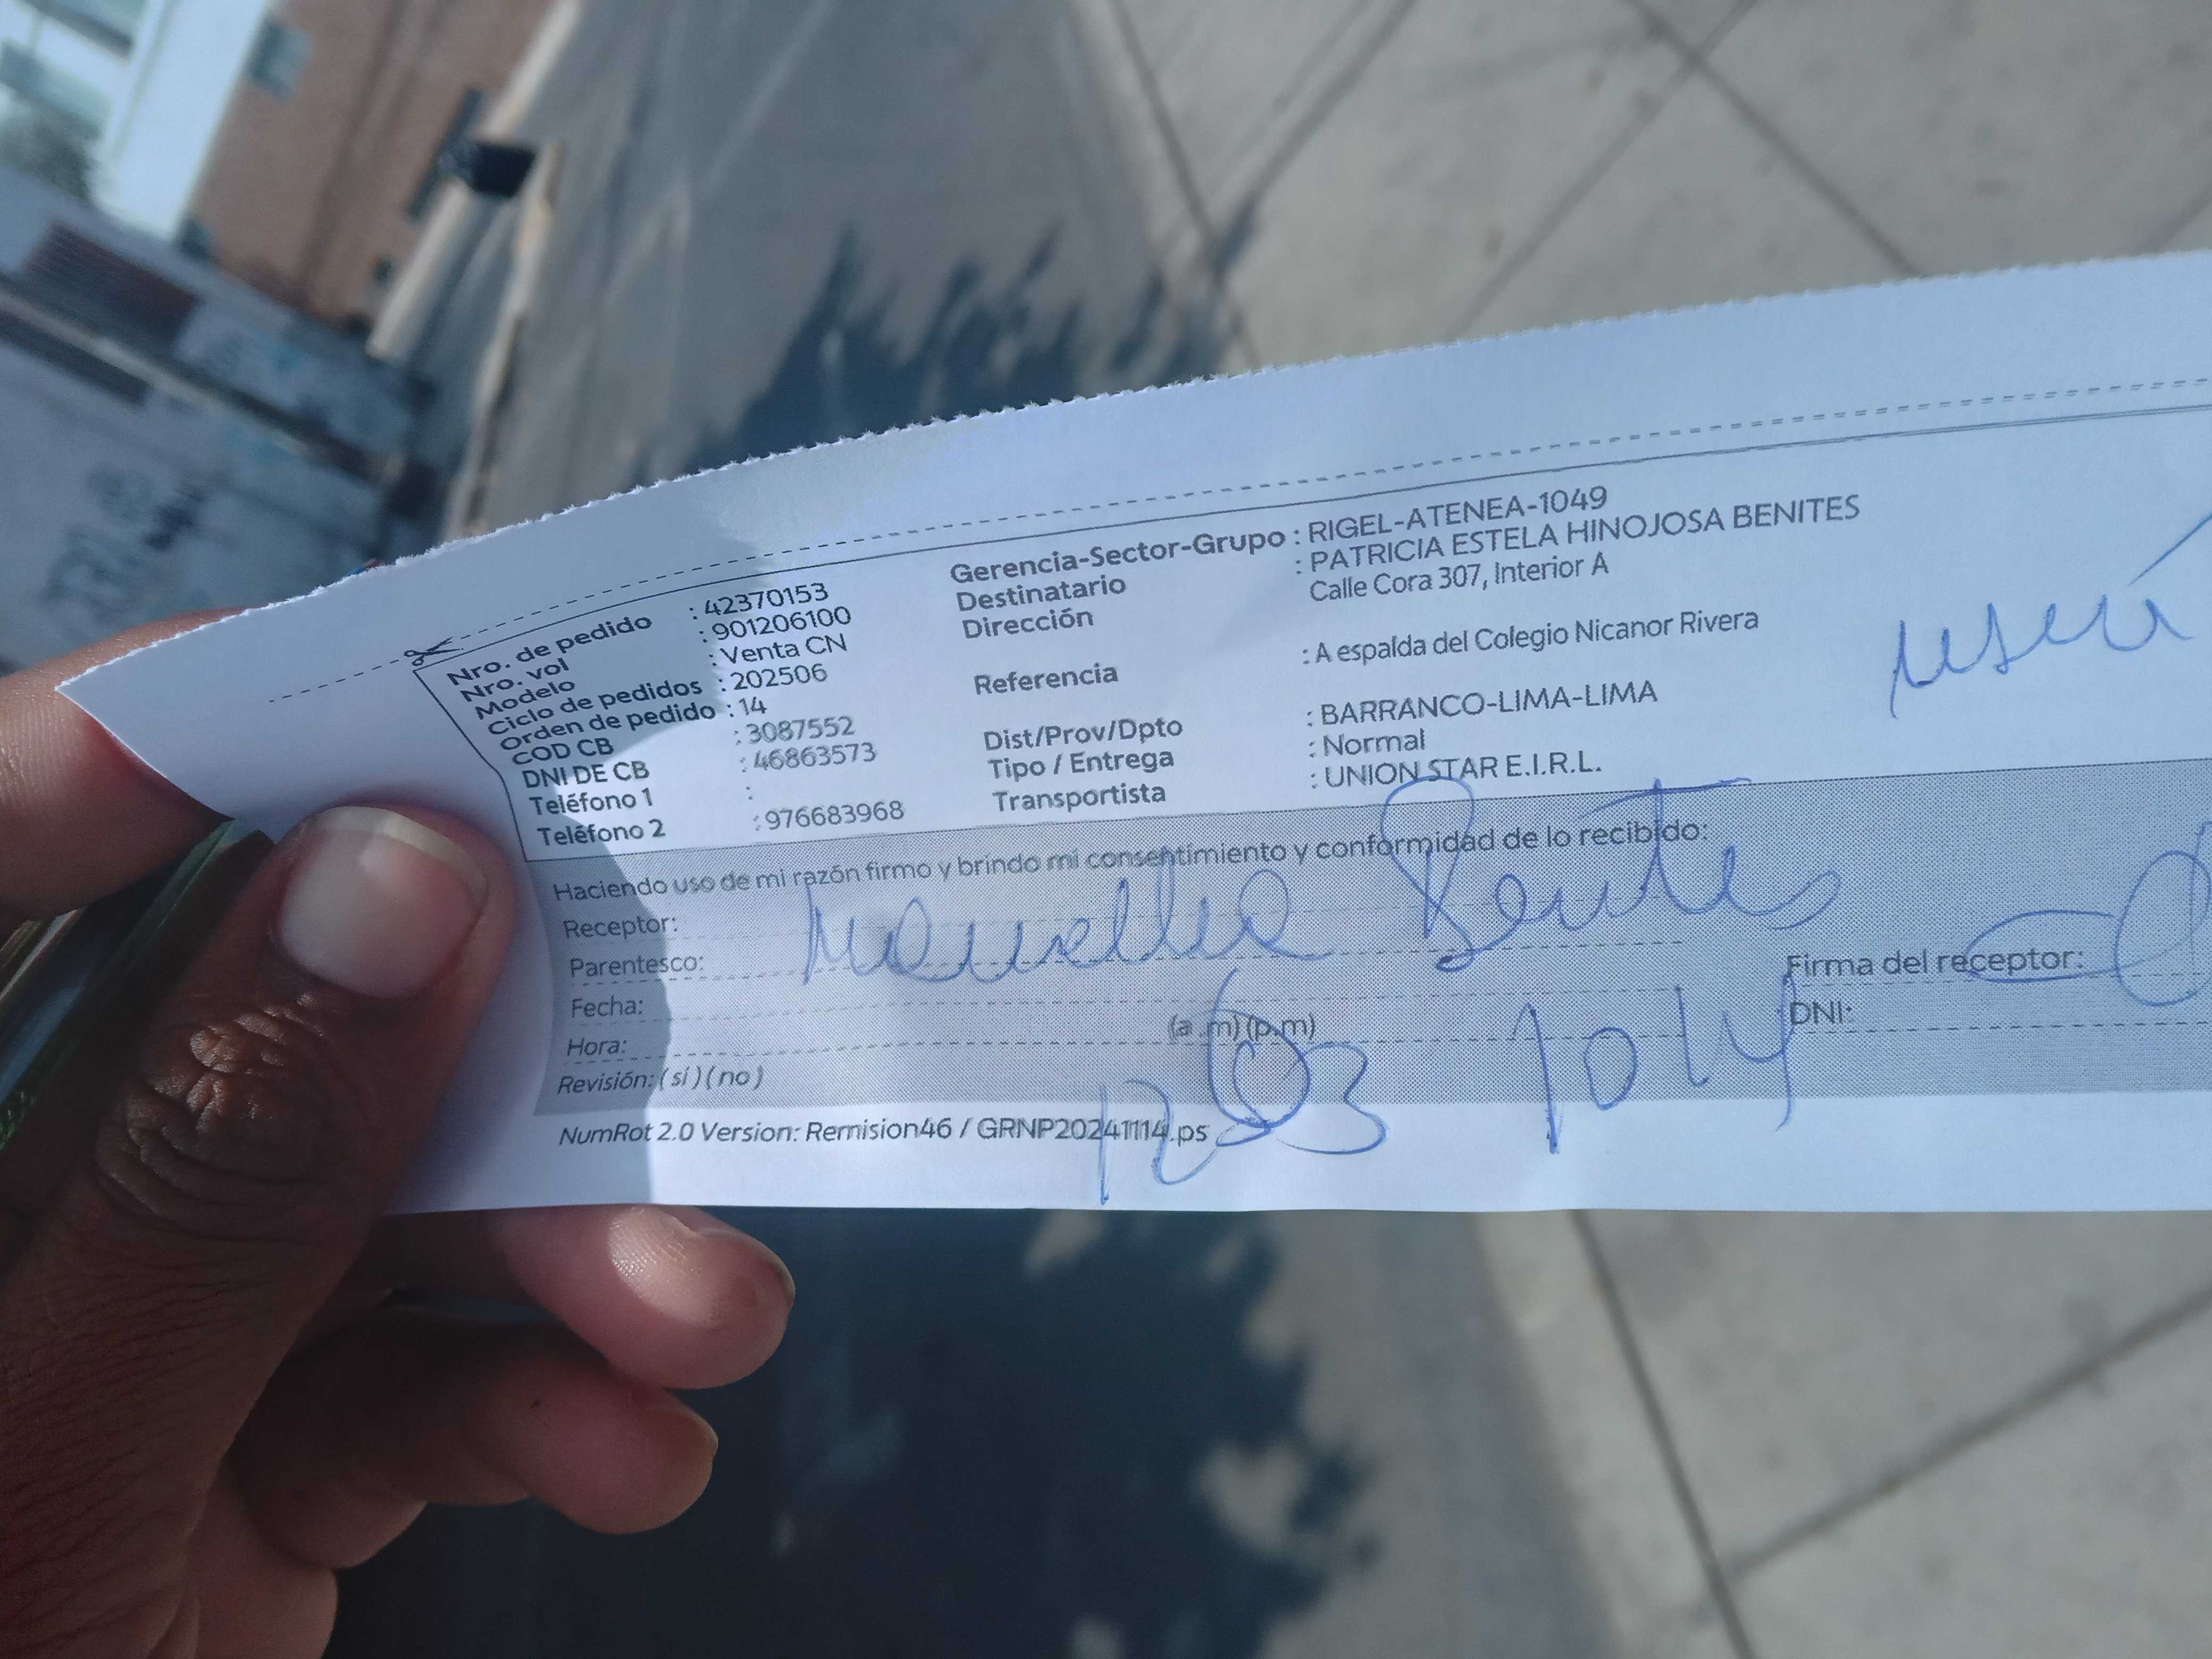 Nro. de pedido : 42370153
Nro. vol : 901206100
Modelo : Venta CN
Ciclo de pedidos : 202506
Orden de pedido : 14
COD CB : 3087552
DNI DE CB : 46863573
Teléfono 1 :
Teléfono 2 : 976683968
Gerencia-Sector-Grupo : RIGEL-ATENEA-1049
Destinatario : PATRICIA ESTELA HINOJOSA BENITES
Dirección Calle Cora 307, Interior A
Referencia : A espalda del Colegio Nicanor Rivera
Dist/Prov/Dpto : BARRANCO-LIMA-LIMA
Tipo / Entrega : Normal
Transportista : UNION STAR E.I.R.L.
Haciendo uso de mi razón firmo y brindo mi consentimiento y conformidad de lo recibido:
Receptor:
Parentesco:
Fecha:
Hora: (a.m) (p.m)
Revisión: (sí) (no)
Firma del receptor:
DNI:
NumRot 2.0 Version: Remision46 / GRNP20241114.ps